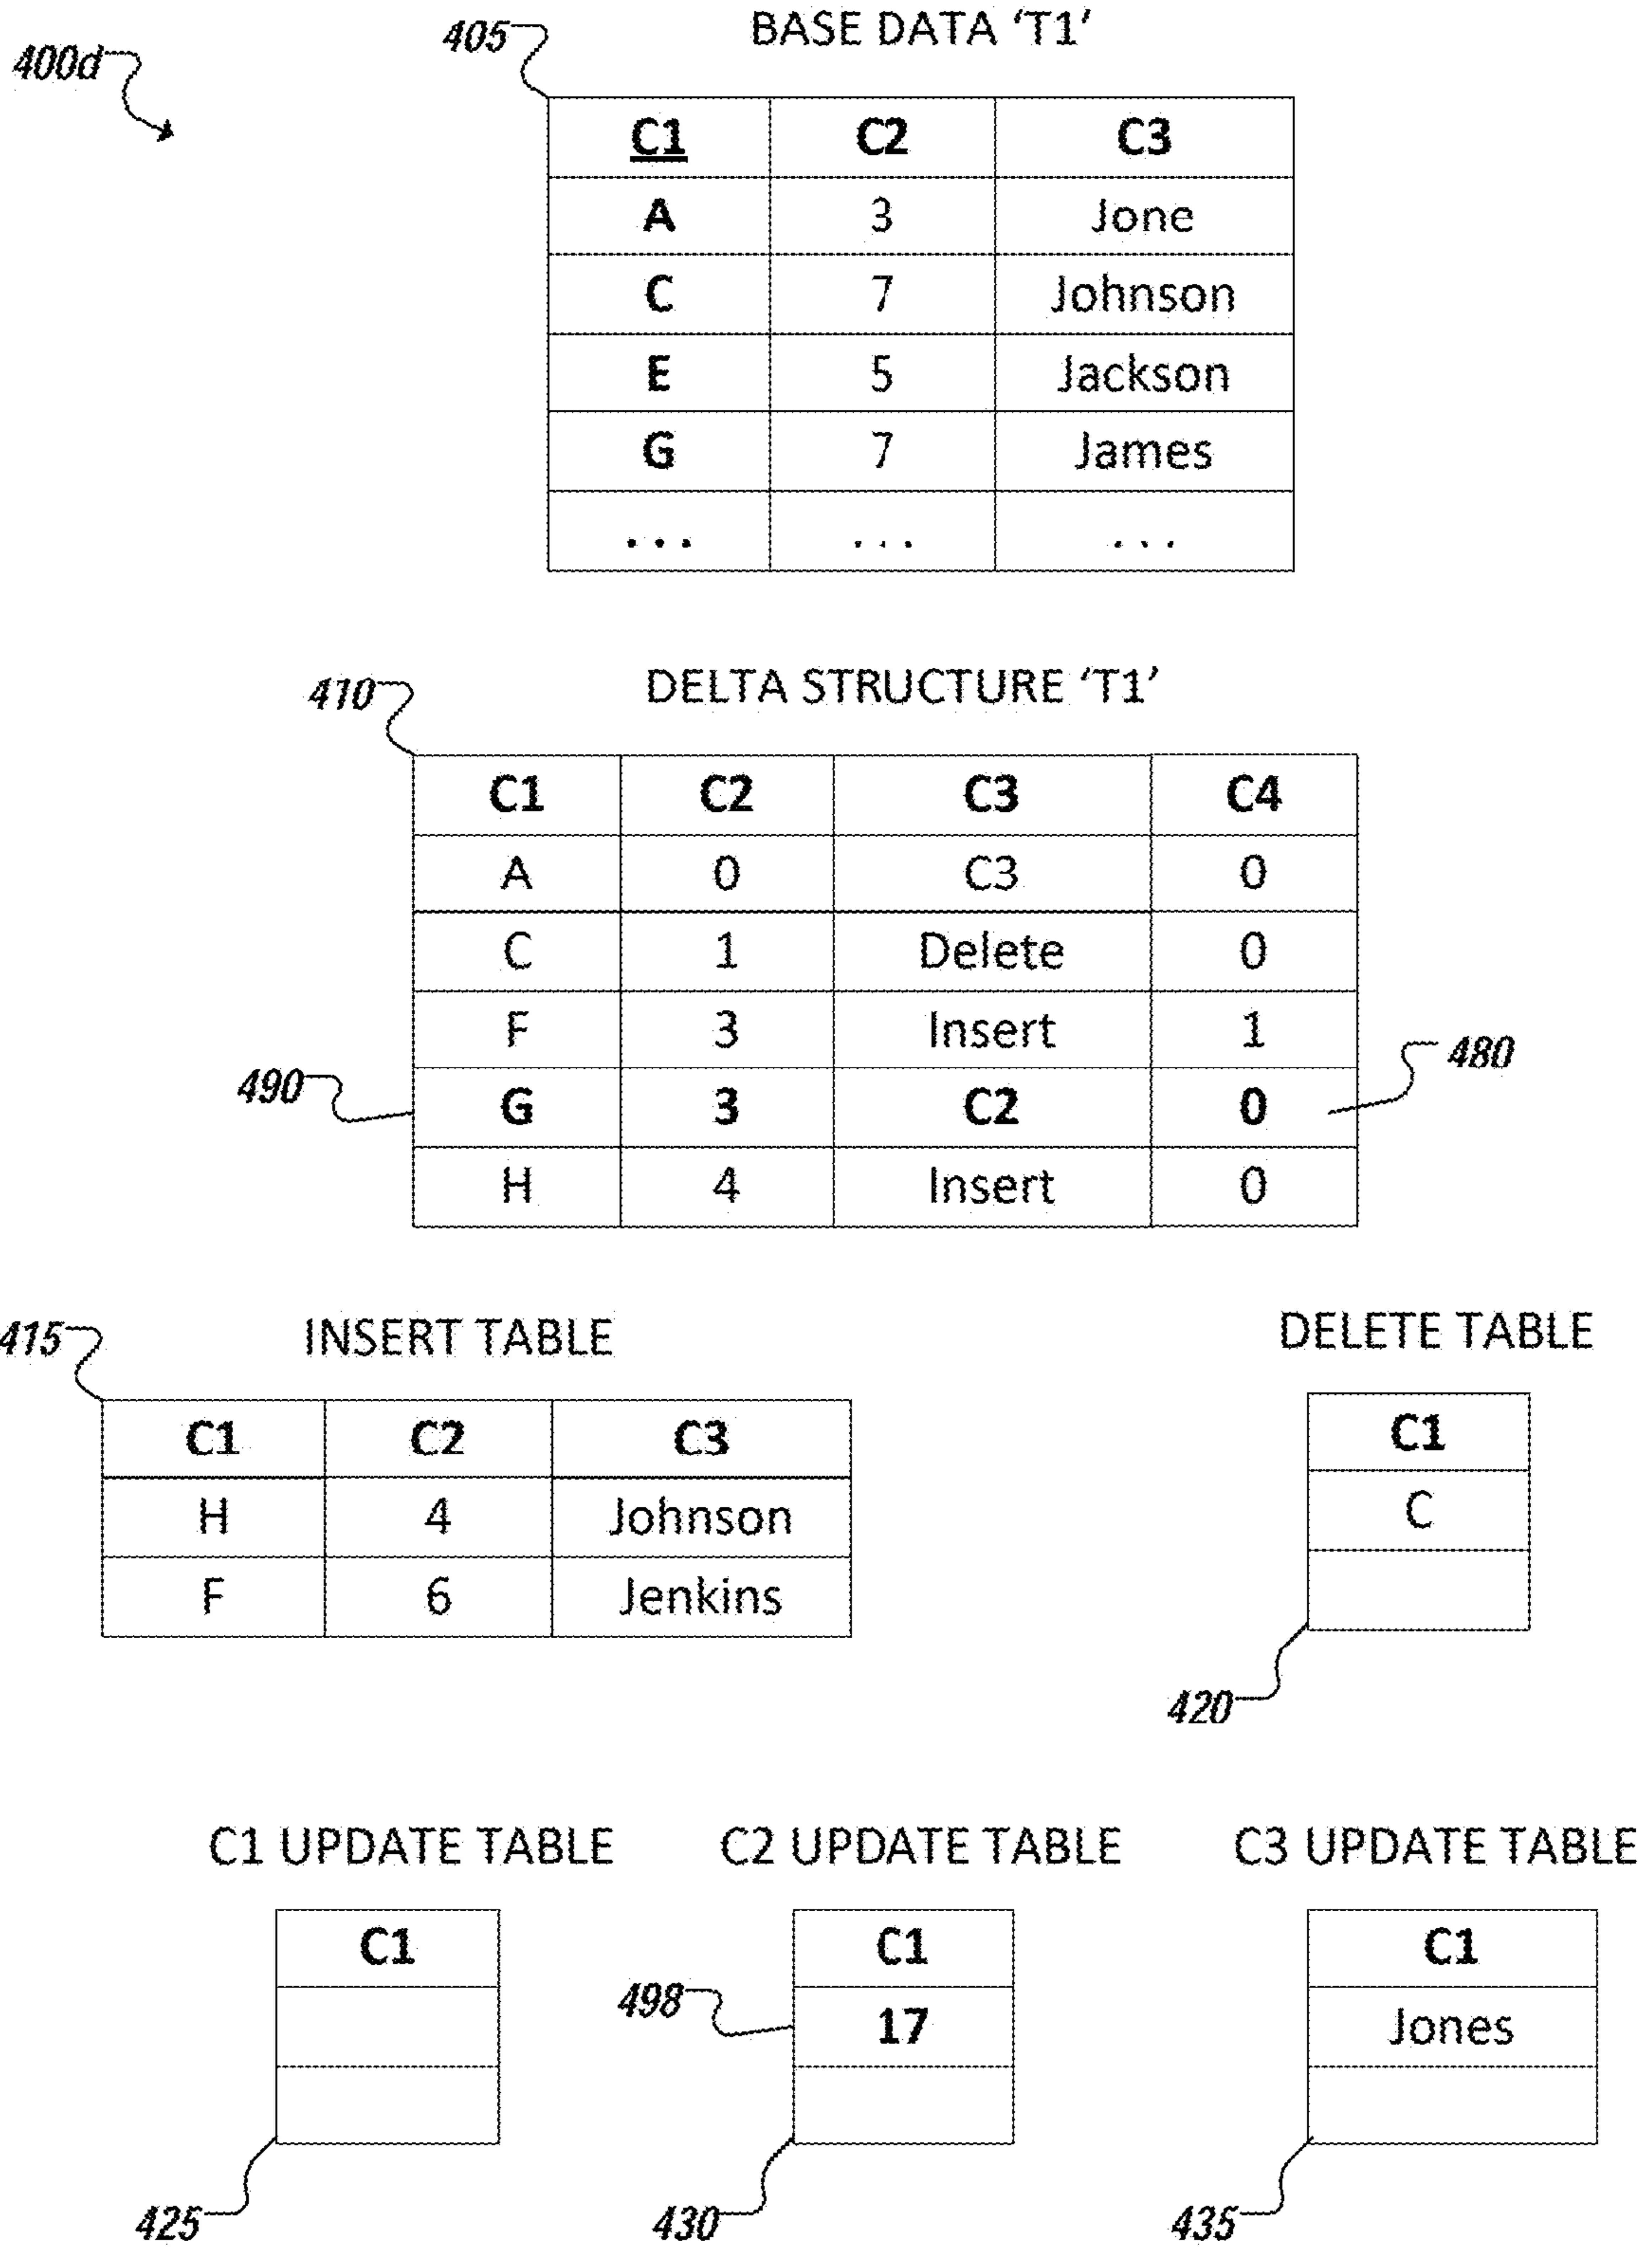 405 BASE DATA ‘T1’
400d
C1 C2 C3
A 3 Jone
C 7 Johnson
E 5 Jackson
G 7 James
... ... ...
410 DELTA STRUCTURE ‘T1’
C1 C2 C3 C4
A 0 C3 0
C 1 Delete 0
F 3 Insert 1
480
490 G 3 C2 0
H 4 Insert 0
415 INSERT TABLE
C1 C2 C3
H 4 Johnson
F 6 Jenkins
DELETE TABLE
C1
C
420
C1 UPDATE TABLE
C1
425
C2 UPDATE TABLE
C1
498 17
430
C3 UPDATE TABLE
C1
Jones
435